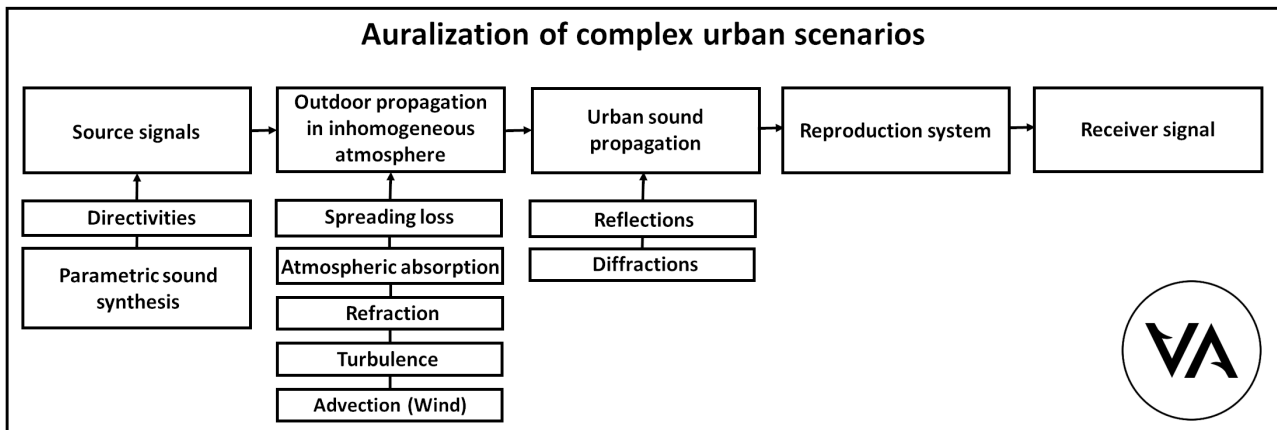 Auralization of complex urban scenarios
Source signals
Outdoor propagation
in inhomogeneous
atmosphere
Urban sound
propagation
Reproduction system
Receiver signal
Directivities
Parametric sound
synthesis
Spreading loss
Atmospheric absorption
Refraction
Turbulence
Advection (Wind)
Reflections
Diffractions
VA